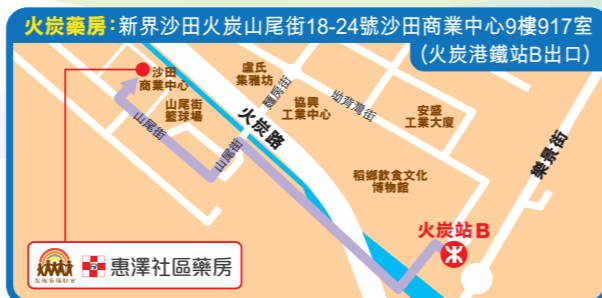 火炭藥房：新界沙田火炭山尾街18-24號沙田商業中心9樓917室
(火炭港鐵站B出口)
沙田
商業中心
盧氏
集雅坊
山尾街
籃球場
山尾街
山尾街
火炭路
協興
工業中心
坳背灣街
安盛
工業大廈
稻鄉飲食文化
博物館
樂景街
火炭站B
惠澤社區藥房